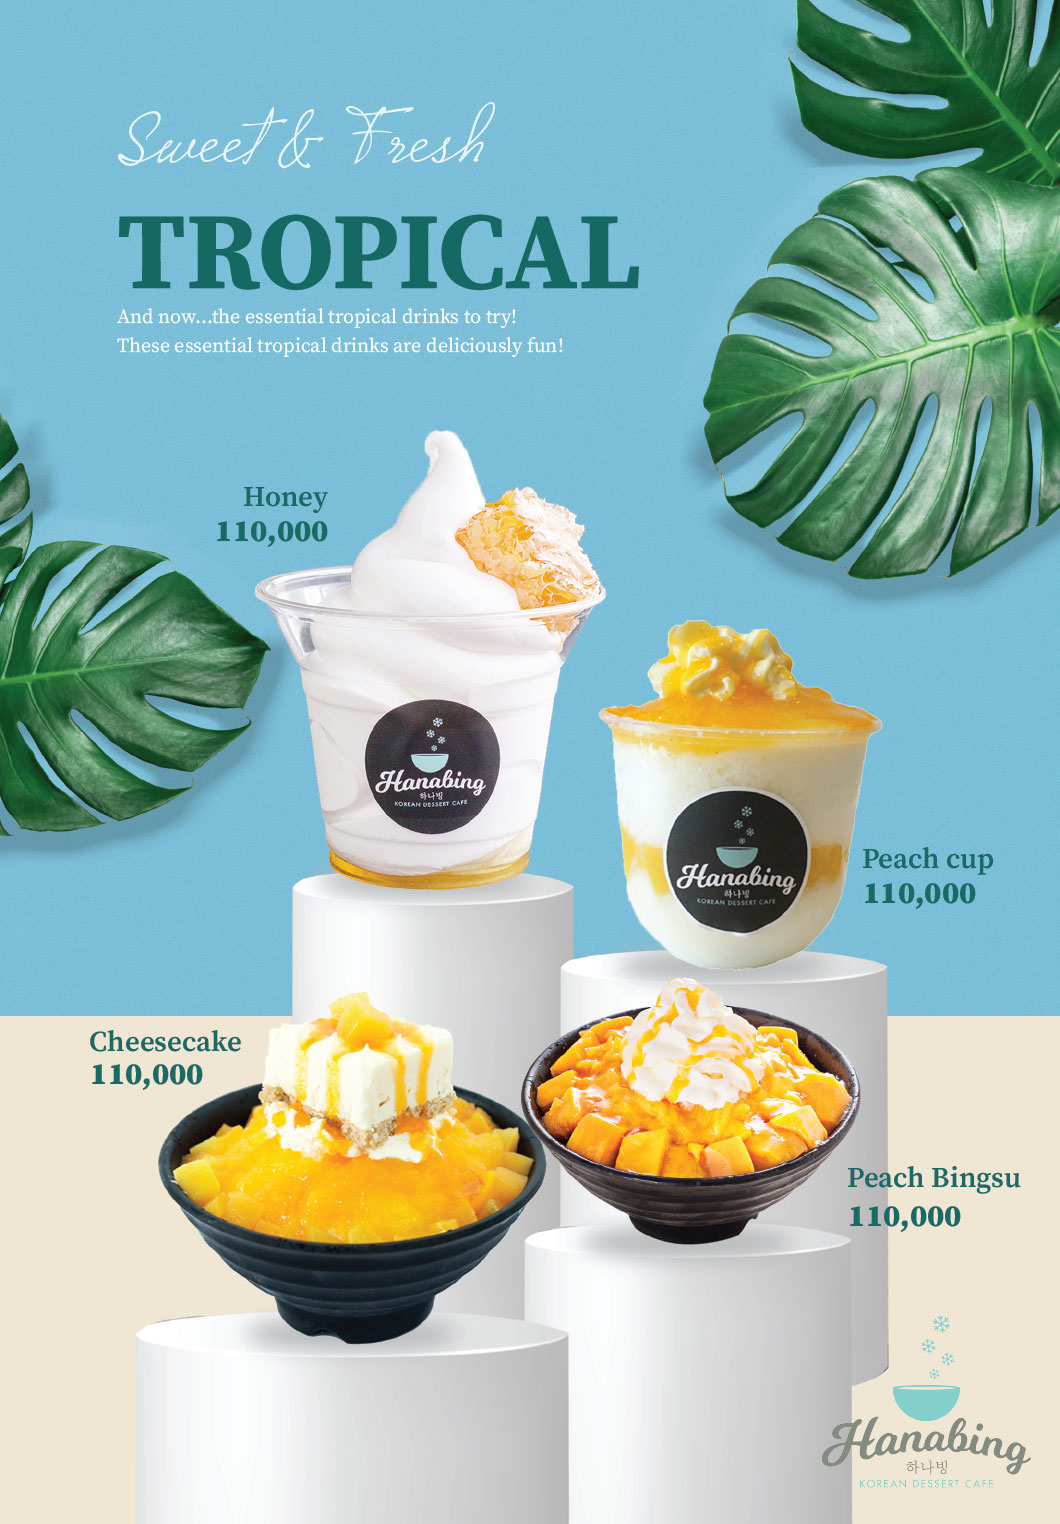 Sweet & Fresh
TROPICAL
And now...the essential tropical drinks to try!
These essential tropical drinks are deliciously fun!
Honey
110,000
Hanabing
하나빙
KOREAN DESSERT CAFE
Peach cup
110,000
Hanabing
하나빙
KOREAN DESSERT CAFE
Cheesecake
110,000
Peach Bingsu
110,000
Hanabing
하나빙
KOREAN DESSERT CAFE